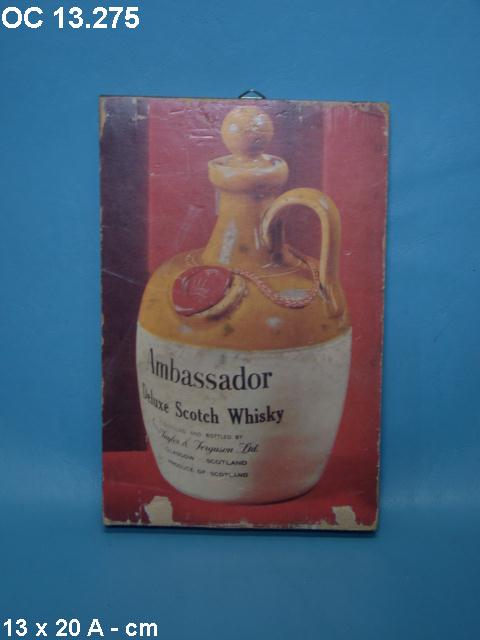 OC 13.275
Ambassador
Deluxe Scotch Whisky
AND BOTTLED BY
Taylor & Ferguson Ltd.
GLASGOW SCOTLAND
PRODUCE OF SCOTLAND
13 x 20 A - cm